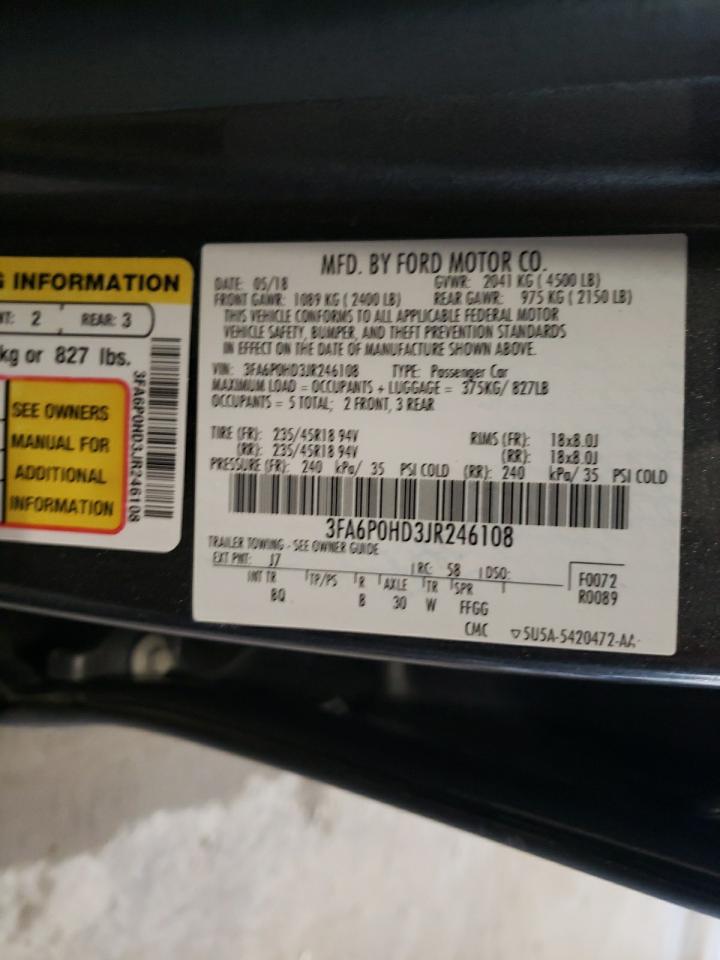 G INFORMATION
NT: 2 REAR: 3
kg or 827 lbs.
SEE OWNERS
MANUAL FOR
ADDITIONAL
INFORMATION
3FA6P0HD3JR246108
MFD. BY FORD MOTOR CO.
DATE: 05/18 GVWR: 2041 KG ( 4500 LB)
FRONT GAWR: 1089 KG ( 2400 LB) REAR GAWR: 975 KG ( 2150 LB)
THIS VEHICLE CONFORMS TO ALL APPLICABLE FEDERAL MOTOR
VEHICLE SAFETY, BUMPER, AND THEFT PREVENTION STANDARDS
IN EFFECT ON THE DATE OF MANUFACTURE SHOWN ABOVE.
VIN: 3FA6P0HD3JR246108 TYPE: Passenger Car
MAXIMUM LOAD = OCCUPANTS + LUGGAGE = 375KG/ 827LB
OCCUPANTS = 5 TOTAL; 2 FRONT, 3 REAR
TIRE (FR): 235/45R18 94V RIMS (FR): 18x8.0J
(RR): 235/45R18 94V (RR): 18x8.0J
PRESSURE (FR): 240 kPa/ 35 PSI COLD (RR): 240 kPa/ 35 PSI COLD
3FA6P0HD3JR246108
TRAILER TOWING - SEE OWNER GUIDE
EXT PNT: J7 RC: 58 DSO: F0072
INT TR TP/PS R AXLE TR SPR R0089
BQ B 30 W FFGG
CMC ▽5U5A-5420472-AA